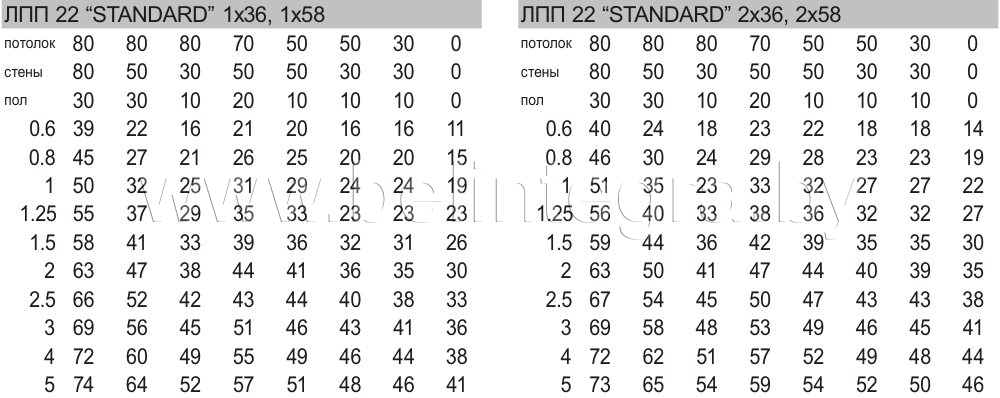 ЛПП 22 “STANDARD” 1x36, 1x58
потолок 80 80 80 70 50 50 30 0
стены 80 50 30 50 50 30 30 0
пол 30 30 10 20 10 10 10 0
0.6 39 22 16 21 20 16 16 11
0.8 45 27 21 26 25 20 20 15
1 50 32 25 31 29 24 24 19
1.25 55 37 29 35 33 23 23 23
1.5 58 41 33 39 36 32 31 26
2 63 47 38 44 41 36 35 30
2.5 66 52 42 43 44 40 38 33
3 69 56 45 51 46 43 41 36
4 72 60 49 55 49 46 44 38
5 74 64 52 57 51 48 46 41
ЛПП 22 “STANDARD” 2x36, 2x58
потолок 80 80 80 70 50 50 30 0
стены 80 50 30 50 50 30 30 0
пол 30 30 10 20 10 10 10 0
0.6 40 24 18 23 22 18 18 14
0.8 46 30 24 29 28 23 23 19
1 51 35 23 33 32 27 27 22
1.25 56 40 33 38 36 32 32 27
1.5 59 44 36 42 39 35 35 30
2 63 50 41 47 44 40 39 35
2.5 67 54 45 50 47 43 43 38
3 69 58 48 53 49 46 45 41
4 72 62 51 57 52 49 48 44
5 73 65 54 59 54 52 50 46
www.belintegra.by